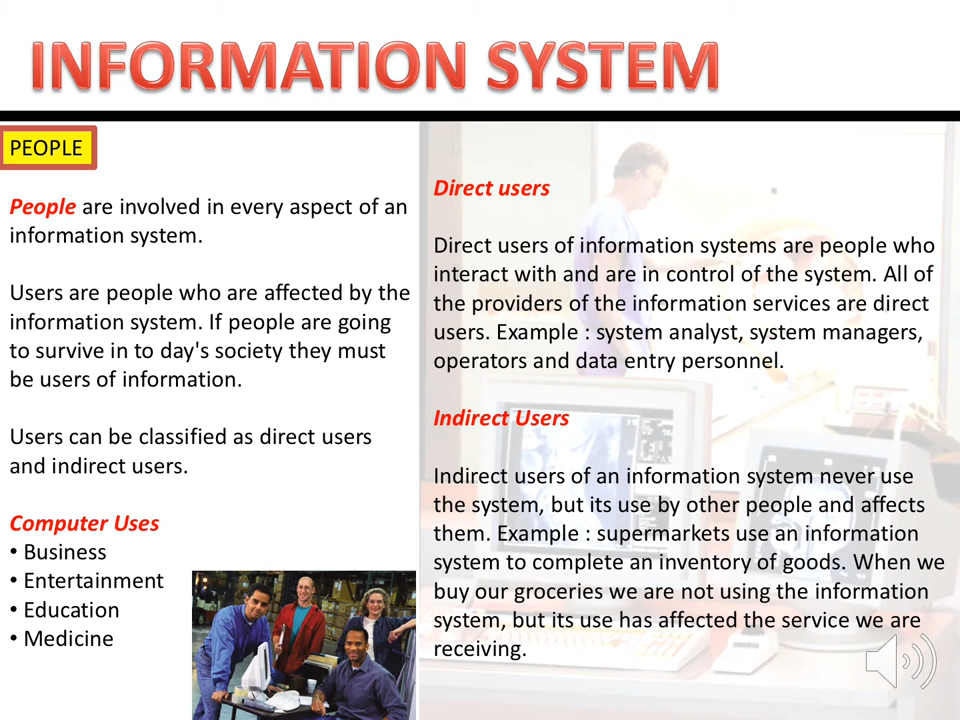 INFORMATION SYSTEM
PEOPLE
People are involved in every aspect of an
information system.
Users are people who are affected by the
information system. If people are going
to survive in to day's society they must
be users of information.
Users can be classified as direct users
and indirect users.
Computer Uses
• Business
• Entertainment
• Education
• Medicine
Direct users
Direct users of information systems are people who
interact with and are in control of the system. All of
the providers of the information services are direct
users. Example : system analyst, system managers,
operators and data entry personnel.
Indirect Users
Indirect users of an information system never use
the system, but its use by other people and affects
them. Example : supermarkets use an information
system to complete an inventory of goods. When we
buy our groceries we are not using the information
system, but its use has affected the service we are
receiving.